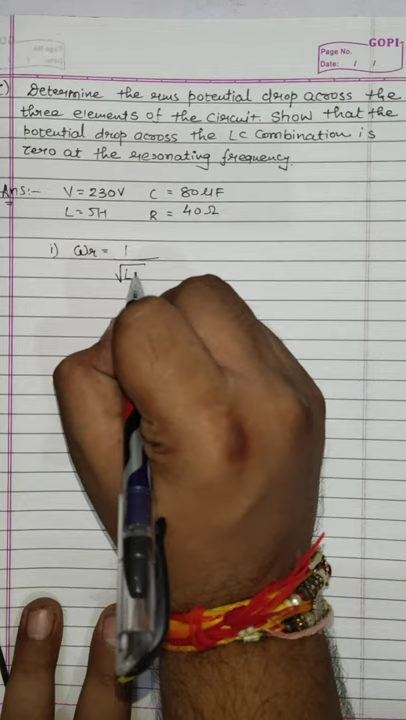 GOPI
Page No.
Date: / /
c) Determine the rms potential drop across the
three elements of the circuit. Show that the
potential drop across the LC combination is
zero at the resonating frequency.
Ans:- V = 230V C = 80μF
L = 5H R = 40Ω
i) ωr = 1
√L